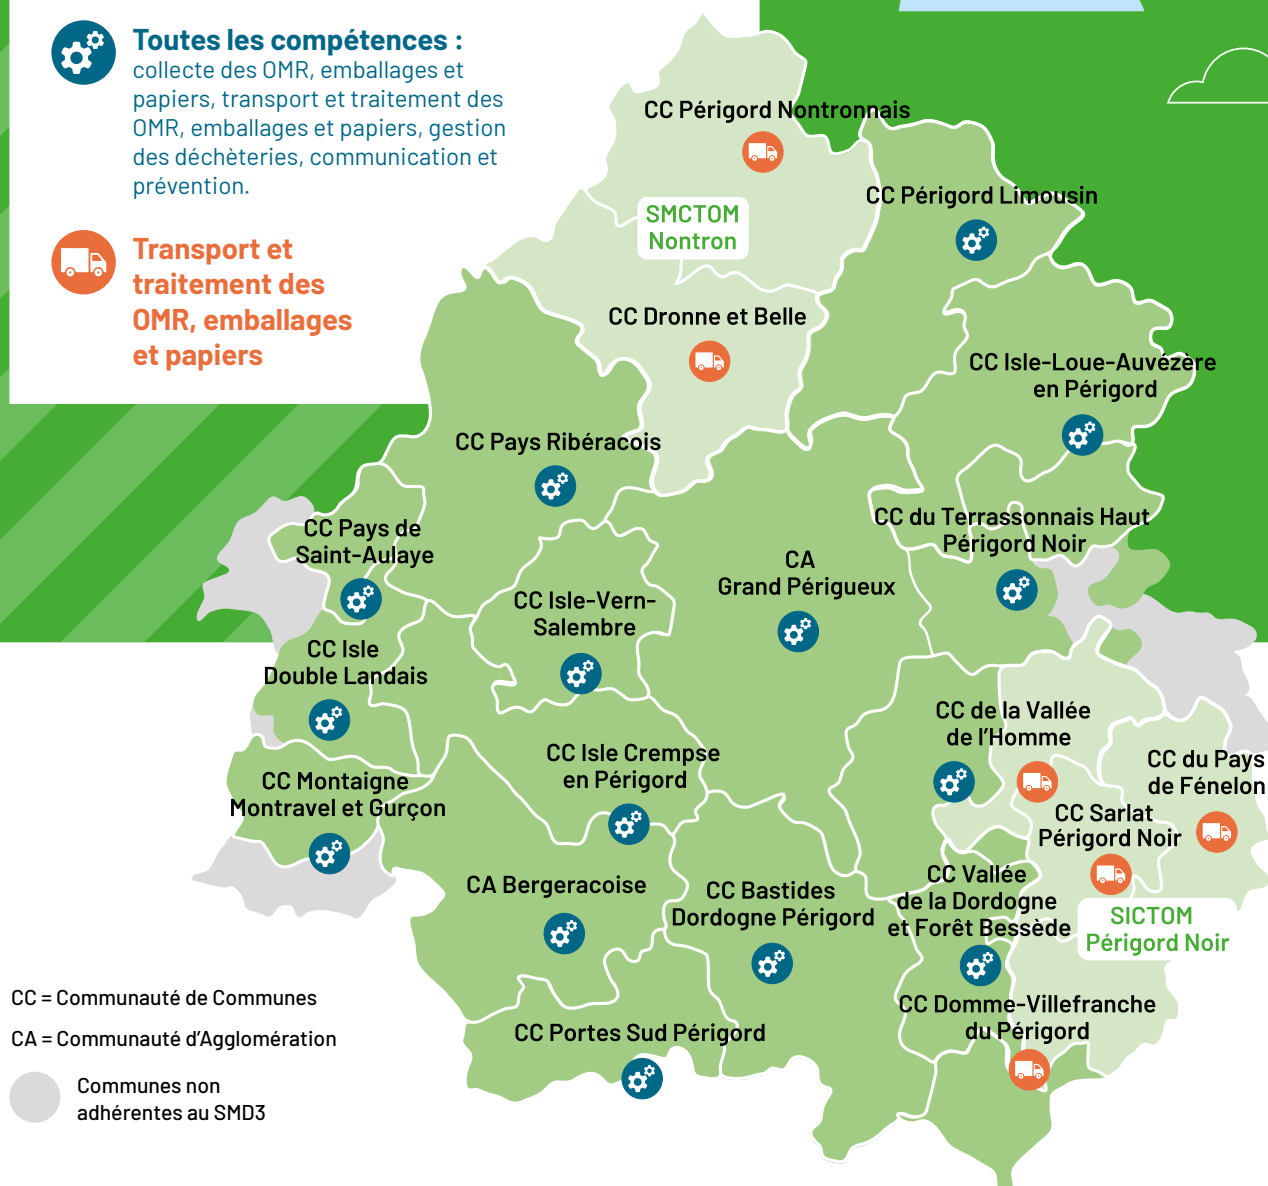 Toutes les compétences :
collecte des OMR, emballages et
papiers, transport et traitement des
OMR, emballages et papiers, gestion
des déchèteries, communication et
prévention.
Transport et
traitement des
OMR, emballages
et papiers
CC Périgord Nontronnais
CC Périgord Limousin
SMCTOM
Nontron
CC Dronne et Belle
CC Isle-Loue-Auvézère
en Périgord
CC Pays Ribéracois
CC Pays de
Saint-Aulaye
CC du Terrassonnais Haut
Périgord Noir
CA
Grand Périgueux
CC Isle-Vern-
Salembre
CC Isle
Double Landais
CC de la Vallée
de l'Homme
CC du Pays
de Fénelon
CC Isle Crempse
en Périgord
CC Montaigne
Montravel et Gurçon
CC Sarlat
Périgord Noir
CC Vallée
de la Dordogne
et Forêt Bessède
CA Bergeracoise
CC Bastides
Dordogne Périgord
SICTOM
Périgord Noir
CC Domme-Villefranche
du Périgord
CC Portes Sud Périgord
CC = Communauté de Communes
CA = Communauté d'Agglomération
Communes non
adhérentes au SMD3